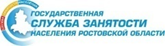 ГОСУДАРСТВЕННАЯ
СЛУЖБА ЗАНЯТОСТИ
НАСЕЛЕНИЯ РОСТОВСКОЙ ОБЛАСТИ